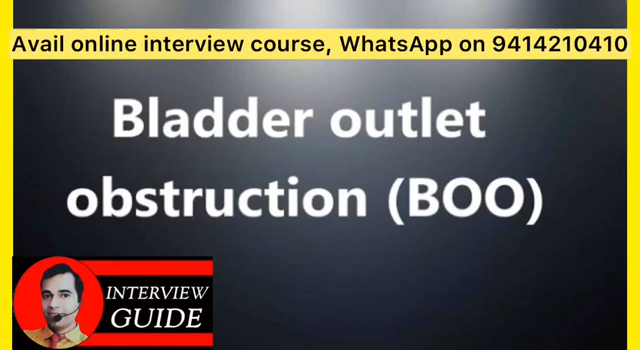 Avail online interview course, WhatsApp on 9414210410
Bladder outlet
obstruction (BOO)
INTERVIEW
GUIDE